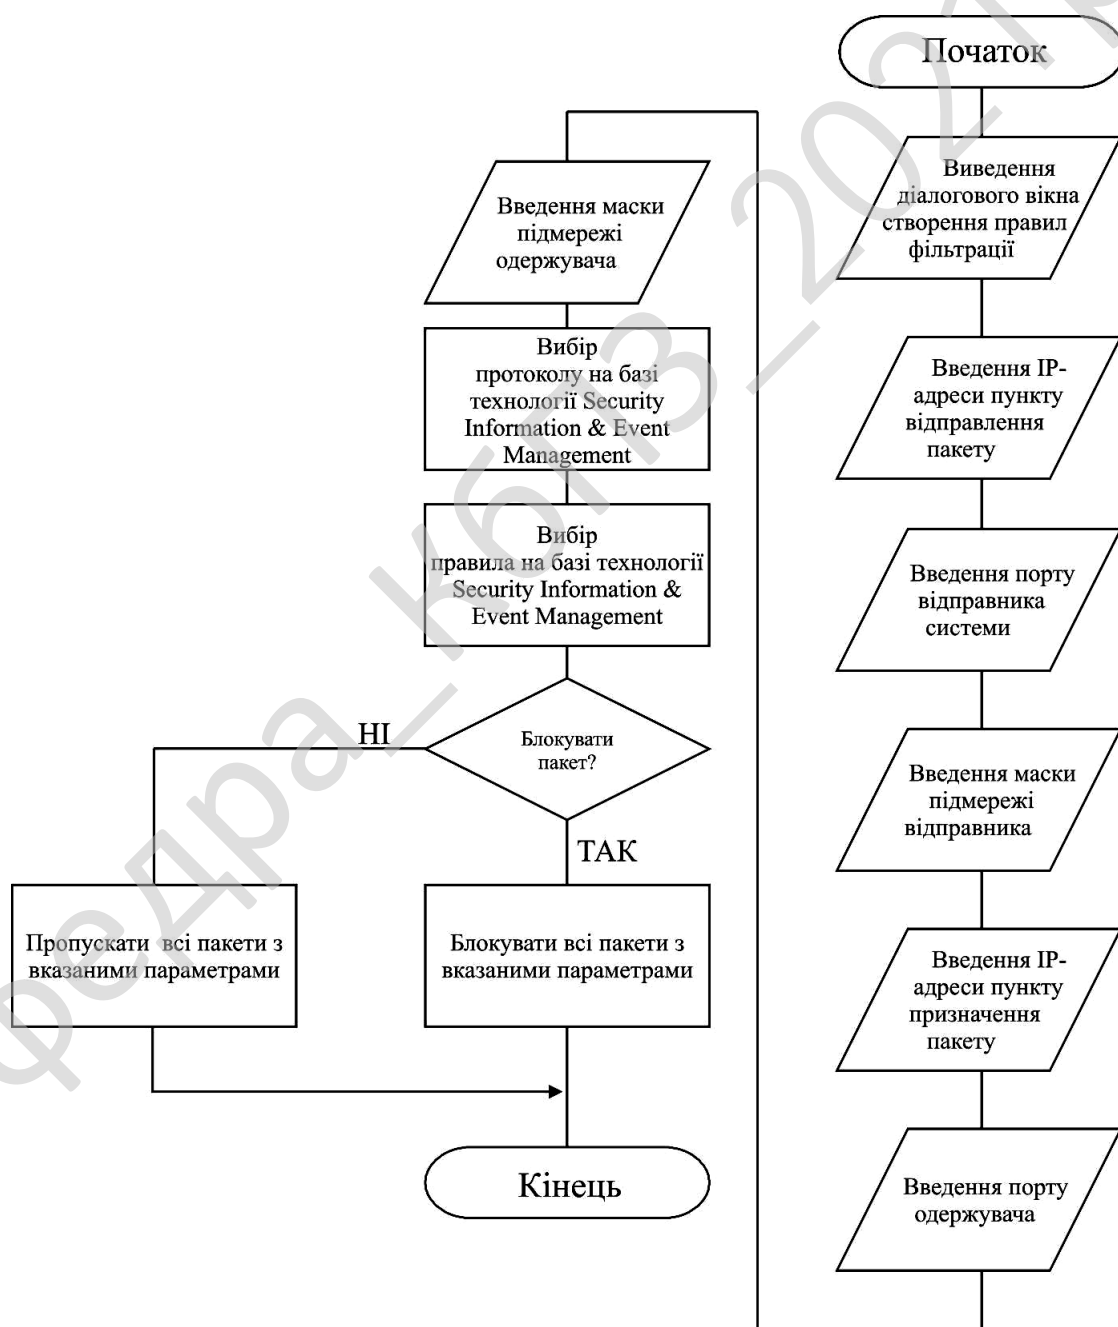 Початок
Виведення
діалогового вікна
створення правил
фільтрації
Введення IP-
адреси пункту
відправлення
пакету
Введення порту
відправника
системи
Введення маски
підмережі
відправника
Введення IP-
адреси пункту
призначення
пакету
Введення порту
одержувача
Введення маски
підмережі
одержувача
Вибір
протоколу на базі
технології Security
Information & Event
Management
Вибір
правила на базі технології
Security Information &
Event Management
Блокувати
пакет?
НІ
ТАК
Пропускати всі пакети з
вказаними параметрами
Блокувати всі пакети з
вказаними параметрами
Кінець